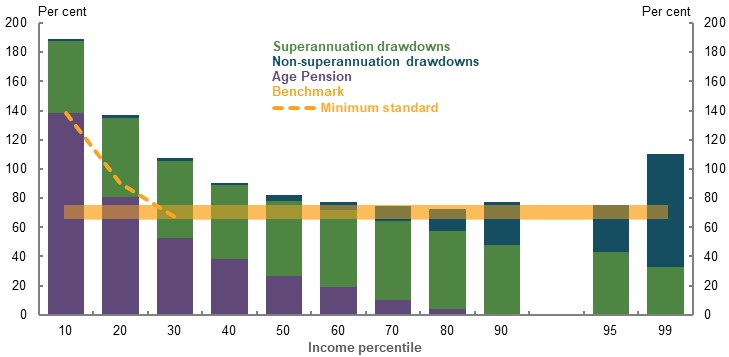 Per cent Per cent
200 200
180 180
160 160
140 140
120 120
100 100
80 80
60 60
40 40
20 20
0 0
Superannuation drawdowns
Non-superannuation drawdowns
Age Pension
Benchmark
Minimum standard
10 20 30 40 50 60 70 80 90 95 99
Income percentile